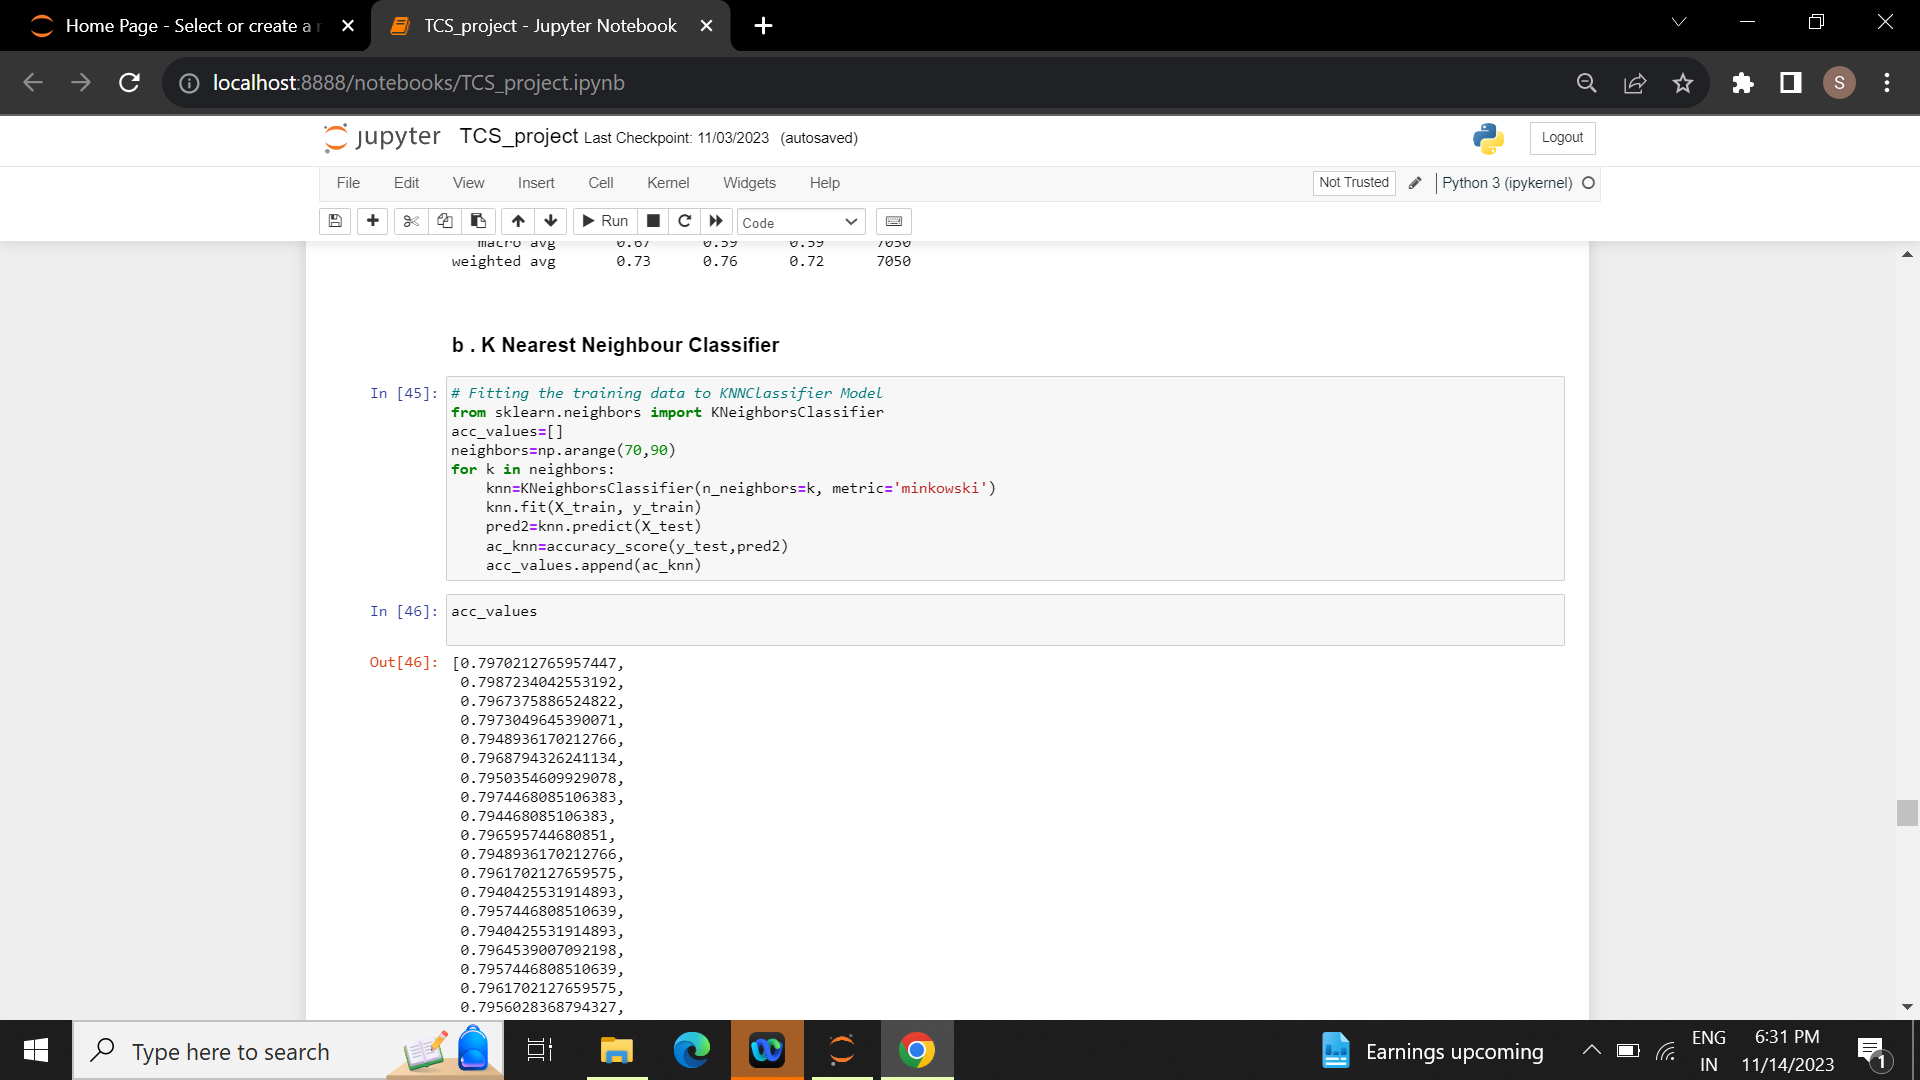 Home Page - Select or create a n
TCS_project - Jupyter Notebook
localhost:8888/notebooks/TCS_project.ipynb
S
jupyter TCS_project Last Checkpoint: 11/03/2023 (autosaved)
Logout
File Edit View Insert Cell Kernel Widgets Help
Not Trusted
Python 3 (ipykernel)
Run
Code
macro avg 0.67 0.59 0.59 7050
weighted avg 0.73 0.76 0.72 7050
b . K Nearest Neighbour Classifier
In [45]:
# Fitting the training data to KNNClassifier Model
from sklearn.neighbors import KNeighborsClassifier
acc_values=[]
neighbors=np.arange(70,90)
for k in neighbors:
    knn=KNeighborsClassifier(n_neighbors=k, metric='minkowski')
    knn.fit(X_train, y_train)
    pred2=knn.predict(X_test)
    ac_knn=accuracy_score(y_test,pred2)
    acc_values.append(ac_knn)
In [46]: acc_values
Out[46]: [0.7970212765957447,
0.7987234042553192,
0.7967375886524822,
0.7973049645390071,
0.7948936170212766,
0.7968794326241134,
0.7950354609929078,
0.7974468085106383,
0.794468085106383,
0.796595744680851,
0.7948936170212766,
0.7961702127659575,
0.7940425531914893,
0.7957446808510639,
0.7940425531914893,
0.7964539007092198,
0.7957446808510639,
0.7961702127659575,
0.7956028368794327,
Type here to search
Earnings upcoming
ENG
IN
6:31 PM
11/14/2023
1